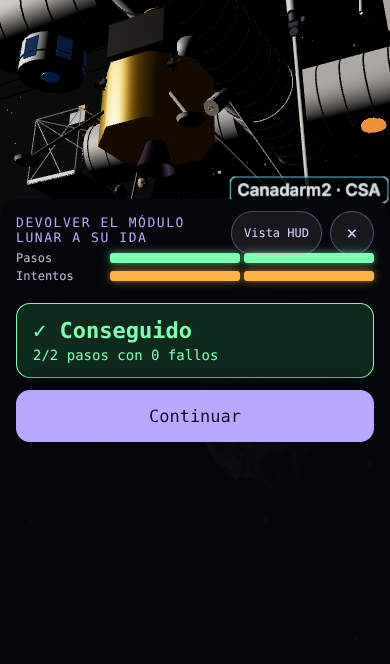 Canadarm2 · CSA
DEVOLVER EL MÓDULO
LUNAR A SU IDA
Vista HUD
×
Pasos
Intentos
✓ Conseguido
2/2 pasos con 0 fallos
Continuar